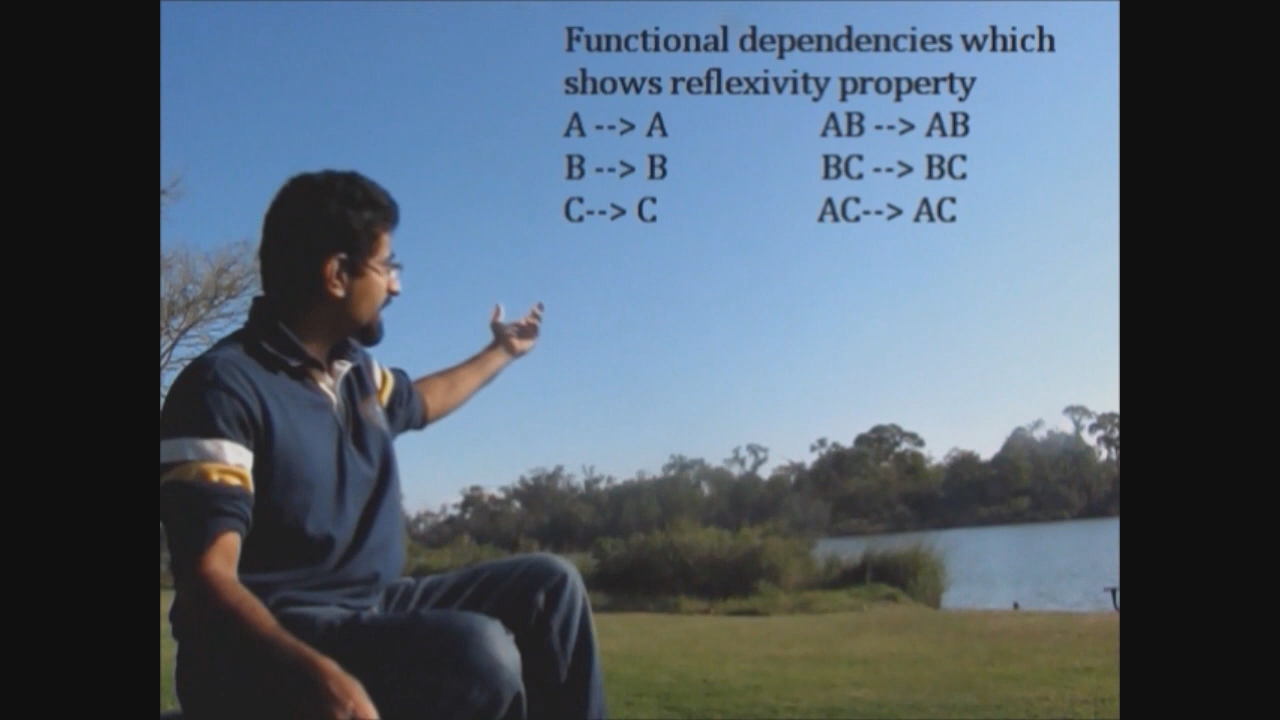 Functional dependencies which
shows reflexivity property
A --> A AB --> AB
B --> B BC --> BC
C--> C AC--> AC